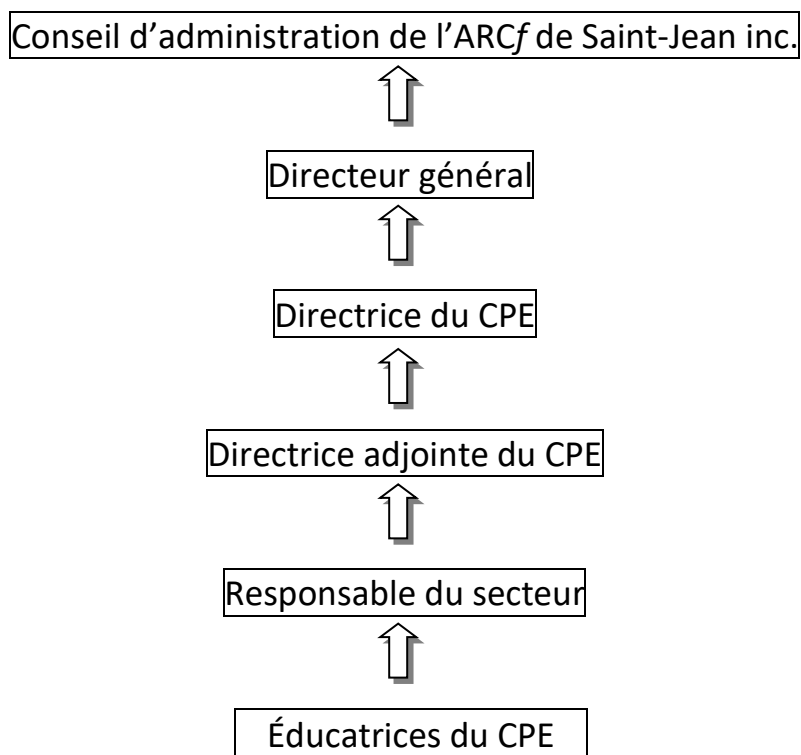 Conseil d’administration de l’ARCf de Saint-Jean inc.
Directeur général
Directrice du CPE
Directrice adjointe du CPE
Responsable du secteur
Éducatrices du CPE